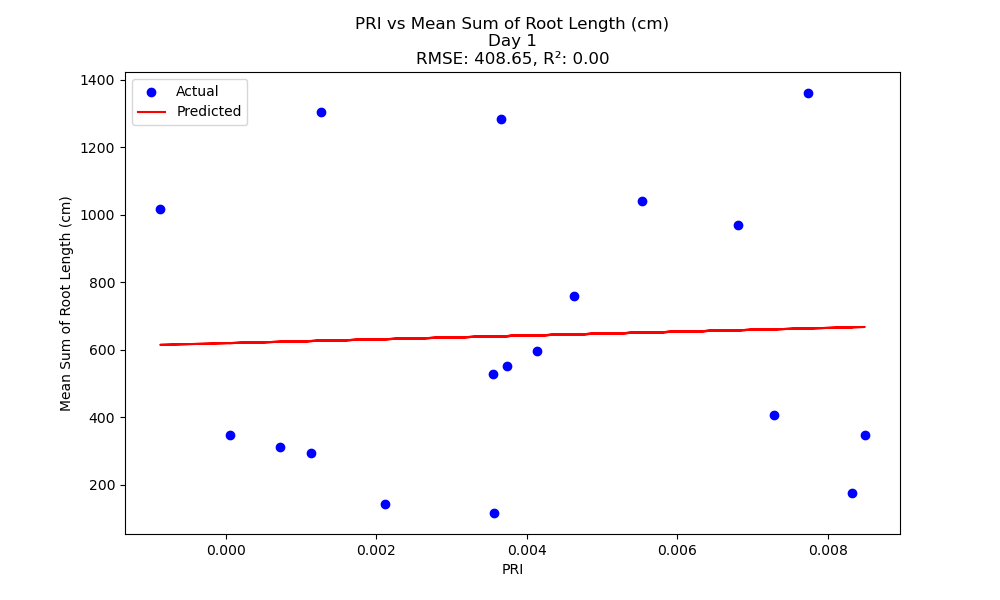 PRI vs Mean Sum of Root Length (cm)
Day 1
RMSE: 408.65, R²: 0.00
Actual
Predicted
1400
1200
1000
800
600
400
200
Mean Sum of Root Length (cm)
0.000 0.002 0.004 0.006 0.008
PRI